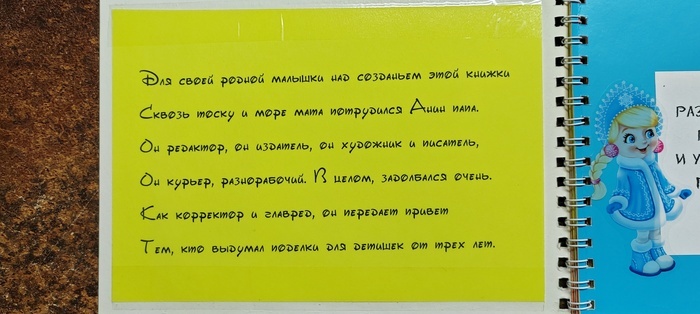 Для своей родной малышки над созданьем этой книжки
Сквозь тоску и море мата потрудился Анин папа.
Он редактор, он издатель, он художник и писатель,
Он курьер, разнорабочий. В целом, задолбался очень.
Как корректор и главред, он передает привет
Тем, кто выдумал поделки для детишек от трех лет.
И